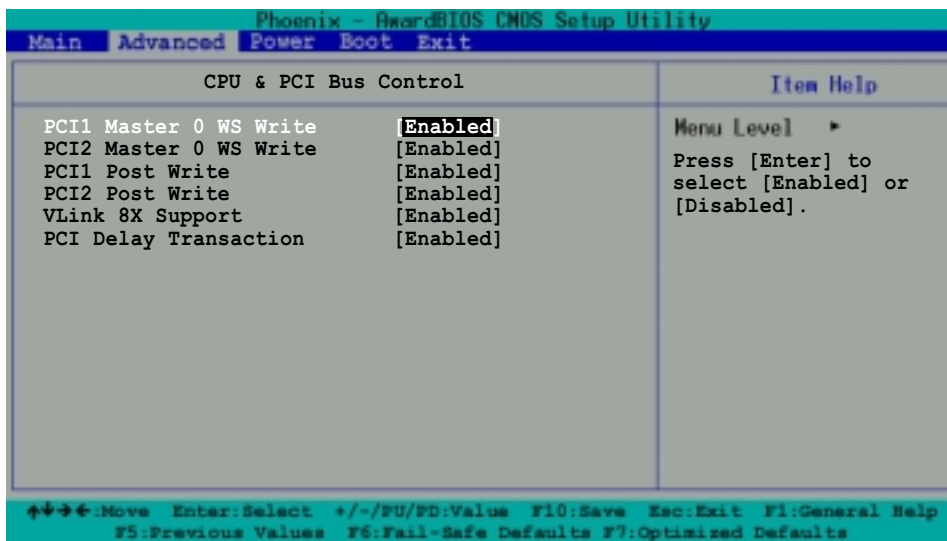 Phoenix - AwardBIOS CMOS Setup Utility
Main Advanced Power Boot Exit
CPU & PCI Bus Control
Item Help
PCI1 Master 0 WS Write [Enabled]
PCI2 Master 0 WS Write [Enabled]
PCI1 Post Write [Enabled]
PCI2 Post Write [Enabled]
VLink 8X Support [Enabled]
PCI Delay Transaction [Enabled]
Menu Level ►
Press [Enter] to
select [Enabled] or
[Disabled].
↑↓→←:Move Enter:Select +/-/PU/PD:Value F10:Save Esc:Exit F1:General Help
F5:Previous Values F6:Fail-Safe Defaults F7:Optimized Defaults